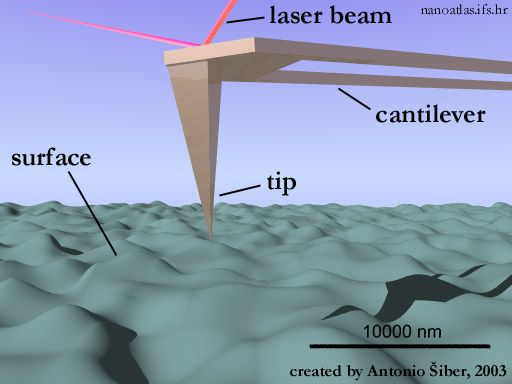 nanoatlas.ifs.hr
laser beam
cantilever
surface
tip
10000 nm
created by Antonio Šiber, 2003